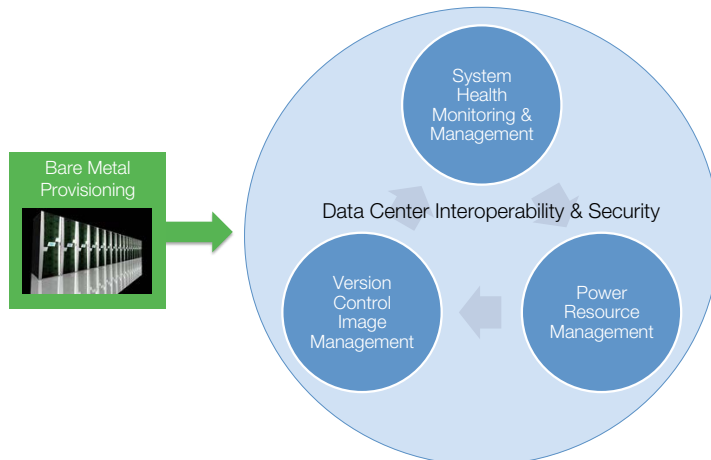 System
Health
Monitoring &
Management
Bare Metal
Provisioning
Data Center Interoperability & Security
Version
Control
Image
Management
Power
Resource
Management